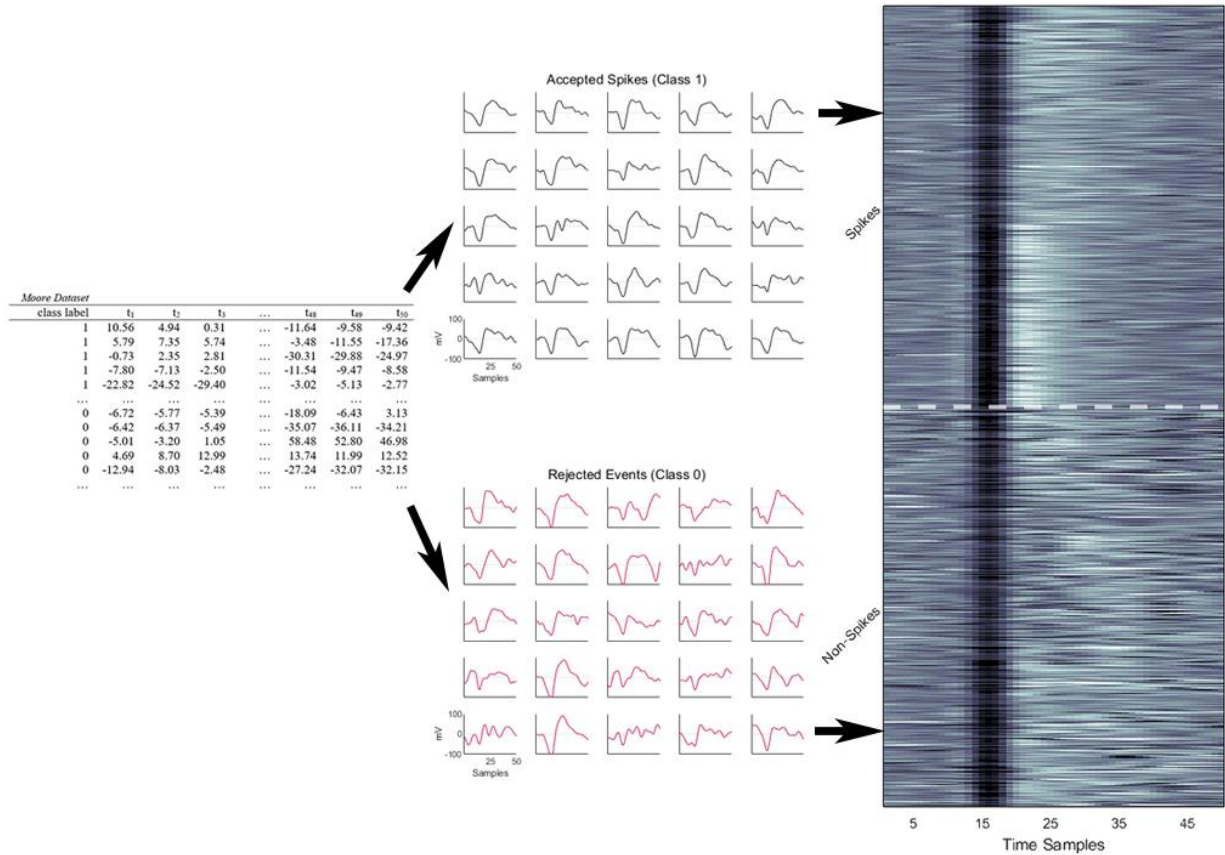 Moore Dataset
class label t1 t2 t3 ... t48 t49 t50
1 10.56 4.94 0.31 ... -11.64 -9.58 -9.42
1 5.79 7.35 5.74 ... -3.48 -11.55 -17.36
1 -0.73 2.35 2.81 ... -30.31 -29.88 -24.97
1 -7.80 -7.13 -2.50 ... -11.54 -9.47 -8.58
1 -22.82 -24.52 -29.40 ... -3.02 -5.13 -2.77
... ... ... ... ... ... ... ...
0 -6.72 -5.77 -5.39 ... -18.09 -6.43 3.13
0 -6.42 -6.37 -5.49 ... -35.07 -36.11 -34.21
0 -5.01 -3.20 1.05 ... 58.48 52.80 46.98
0 4.69 8.70 12.99 ... 13.74 11.99 12.52
0 -12.94 -8.03 -2.48 ... -27.24 -32.07 -32.15
... ... ... ... ... ... ... ...
Accepted Spikes (Class 1)
100
0
-100
mV
25 50
Samples
Rejected Events (Class 0)
100
0
-100
mV
25 50
Samples
Spikes
Non-Spikes
5 15 25 35 45
Time Samples